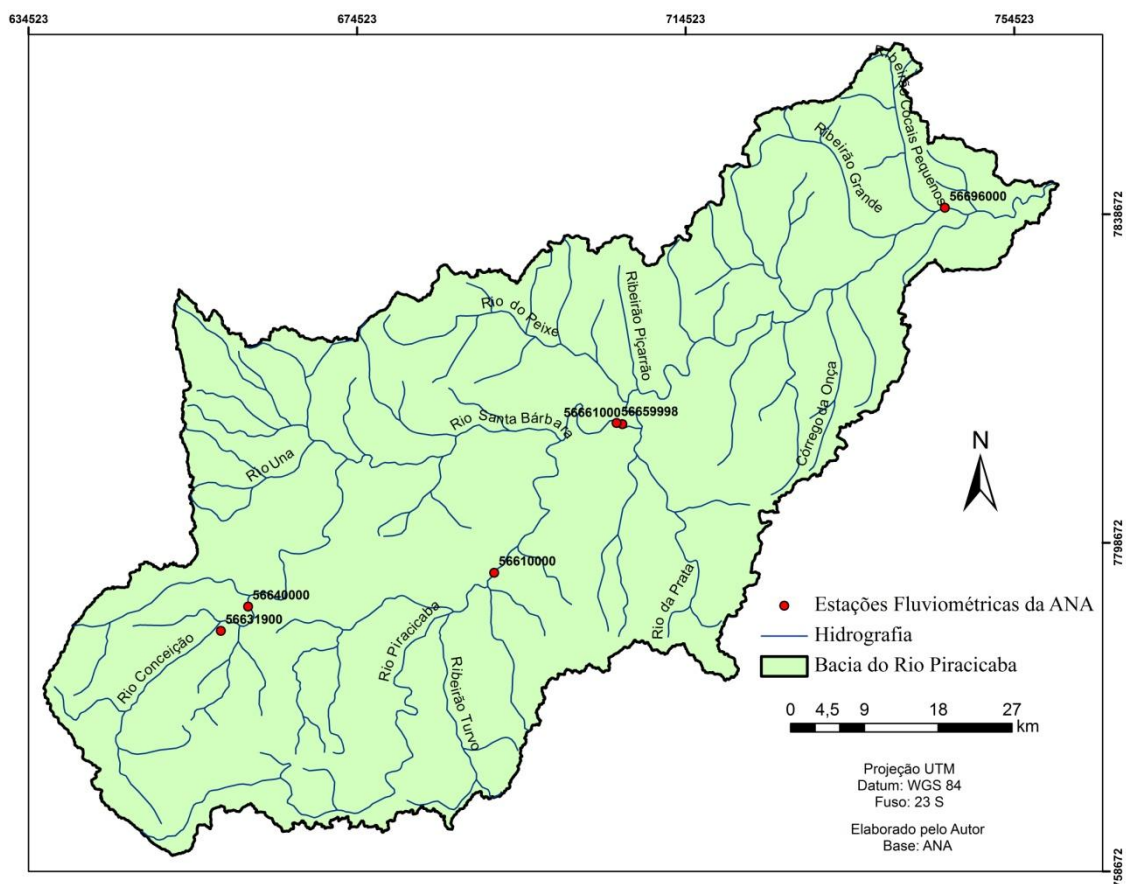 634523
674523
714523
754523
Ribeirão Cocais Pequenos
Ribeirão Grande
56696000
7838672
Rio do Peixe
Ribeirão Piçarrão
Córrego da Onça
Rio Santa Bárbara
56661000
56659998
Rio Una
N
7798672
56610000
56640000
56631900
Rio Conceição
Rio Piracicaba
Ribeirão Turvo
Rio da Prata
Estações Fluviométricas da ANA
Hidrografia
Bacia do Rio Piracicaba
0 4,5 9 18 27
km
Projeção UTM
Datum: WGS 84
Fuso: 23 S
Elaborado pelo Autor
Base: ANA
7758672